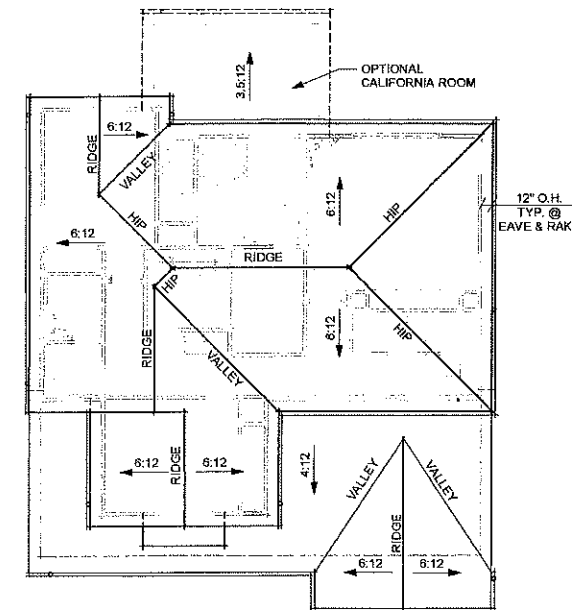 3.5:12
OPTIONAL
CALIFORNIA ROOM
6:12
RIDGE
VALLEY
HIP
6:12
6:12
HIP
12" O.H.
TYP. @
EAVE & RAK
RIDGE
HIP
RIDGE
VALLEY
6:12
HIP
6:12
RIDGE
6:12
4:12
VALLEY
VALLEY
RIDGE
6:12
6:12